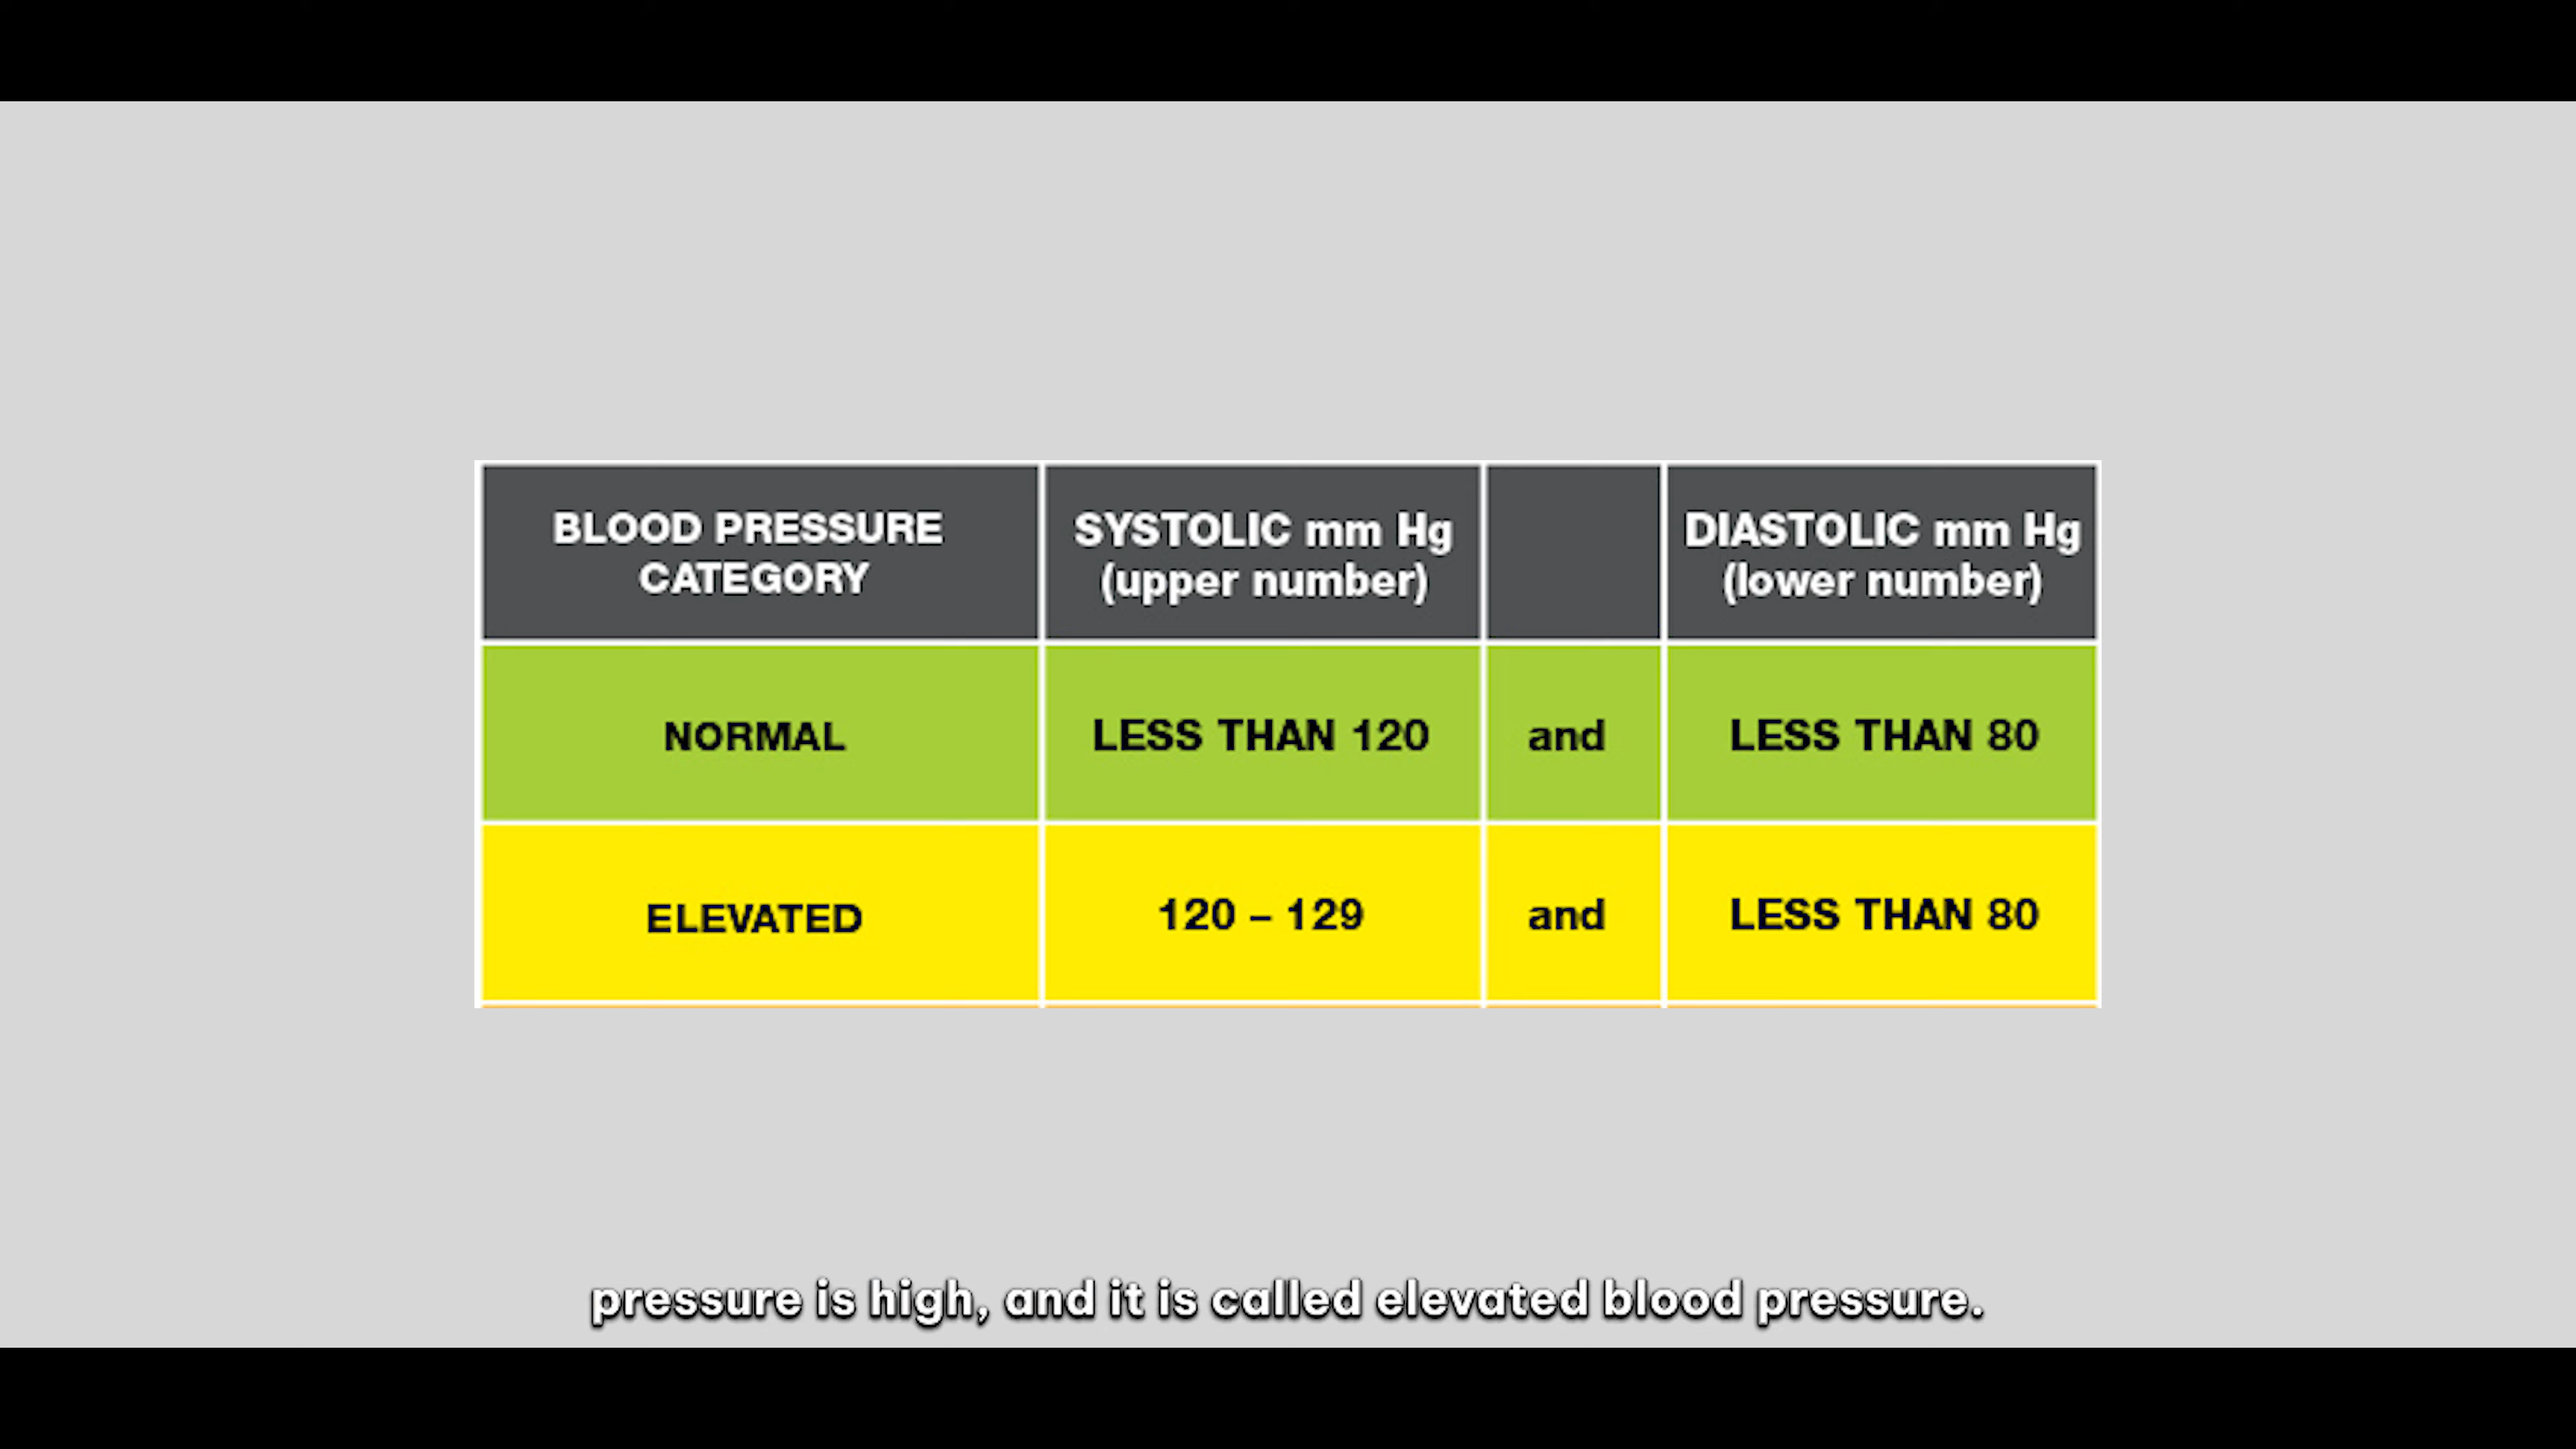 BLOOD PRESSURE
CATEGORY
SYSTOLIC mm Hg
(upper number)
DIASTOLIC mm Hg
(lower number)
NORMAL
LESS THAN 120
and
LESS THAN 80
ELEVATED
120 – 129
and
LESS THAN 80
pressure is high, and it is called elevated blood pressure.